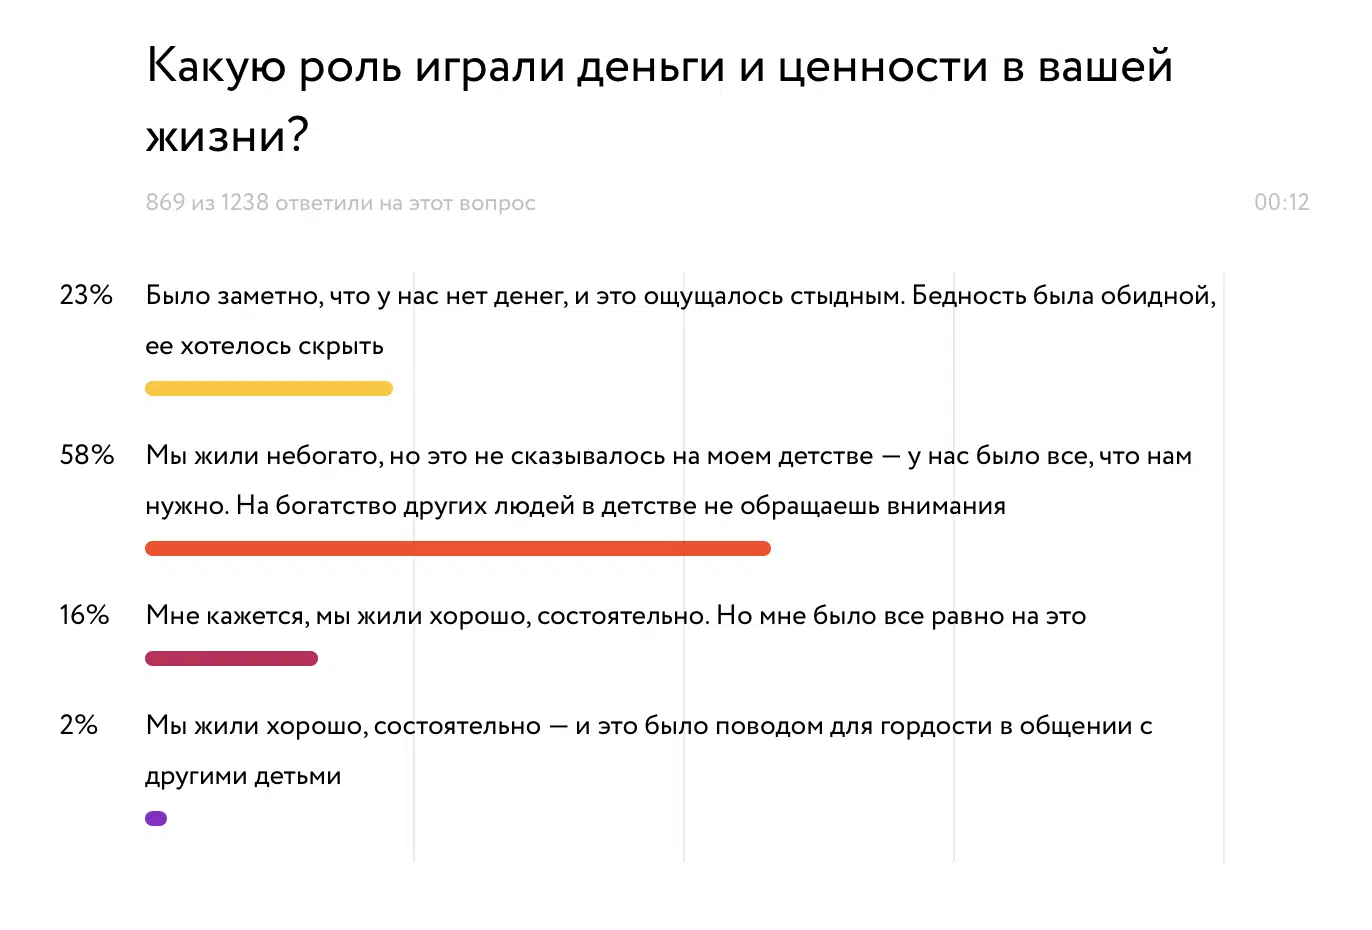 Какую роль играли деньги и ценности в вашей
жизни?
869 из 1238 ответили на этот вопрос
00:12
23%
Было заметно, что у нас нет денег, и это ощущалось стыдным. Бедность была обидной,
ее хотелось скрыть
58%
Мы жили небогато, но это не сказывалось на моем детстве — у нас было все, что нам
нужно. На богатство других людей в детстве не обращаешь внимания
16%
Мне кажется, мы жили хорошо, состоятельно. Но мне было все равно на это
2%
Мы жили хорошо, состоятельно — и это было поводом для гордости в общении с
другими детьми